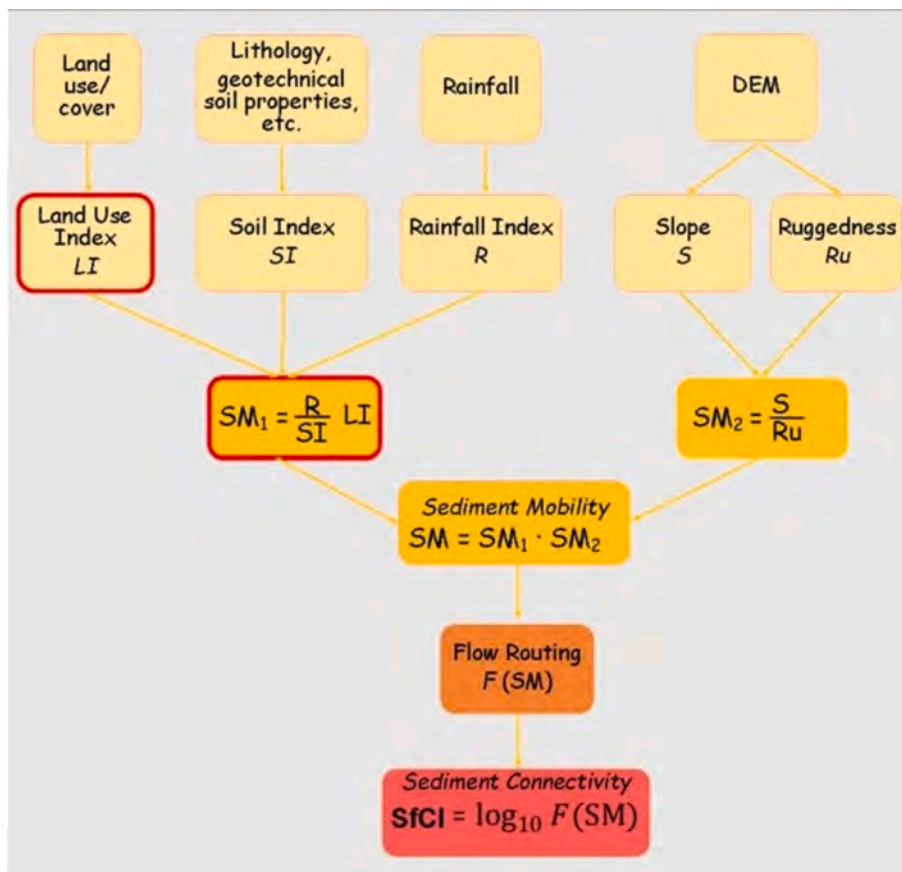 Land
use/
cover
Lithology,
geotechnical
soil properties,
etc.
Rainfall
DEM
Land Use
Index
LI
Soil Index
SI
Rainfall Index
R
Slope
S
Ruggedness
Ru
SM₁ = R/SI LI
SM₂ = S/Ru
Sediment Mobility
SM = SM₁ · SM₂
Flow Routing
F (SM)
Sediment Connectivity
SfCI = log₁₀ F(SM)